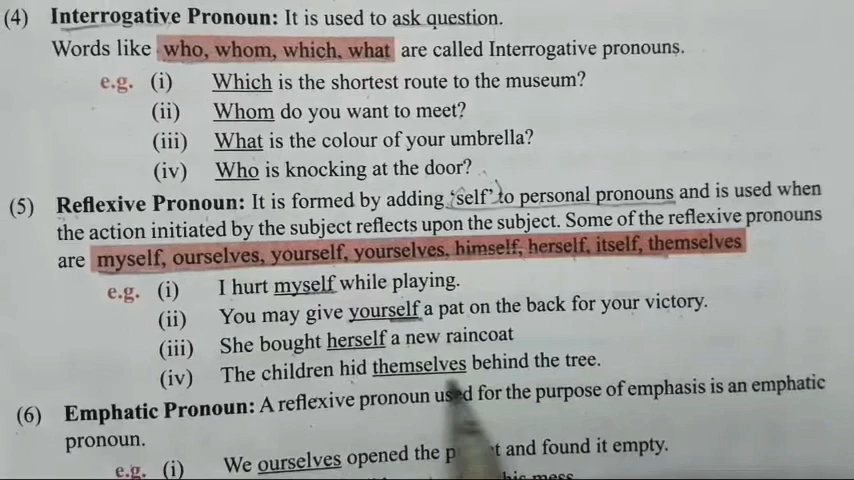 (4) Interrogative Pronoun: It is used to ask question.
Words like who, whom, which, what are called Interrogative pronouns.
e.g. (i) Which is the shortest route to the museum?
(ii) Whom do you want to meet?
(iii) What is the colour of your umbrella?
(iv) Who is knocking at the door?
(5) Reflexive Pronoun: It is formed by adding 'self' to personal pronouns and is used when
the action initiated by the subject reflects upon the subject. Some of the reflexive pronouns
are myself, ourselves, yourself, yourselves, himself, herself, itself, themselves
e.g. (i) I hurt myself while playing.
(ii) You may give yourself a pat on the back for your victory.
(iii) She bought herself a new raincoat
(iv) The children hid themselves behind the tree.
(6) Emphatic Pronoun: A reflexive pronoun used for the purpose of emphasis is an emphatic
pronoun.
e.g. (i) We ourselves opened the and found it empty.
his mess